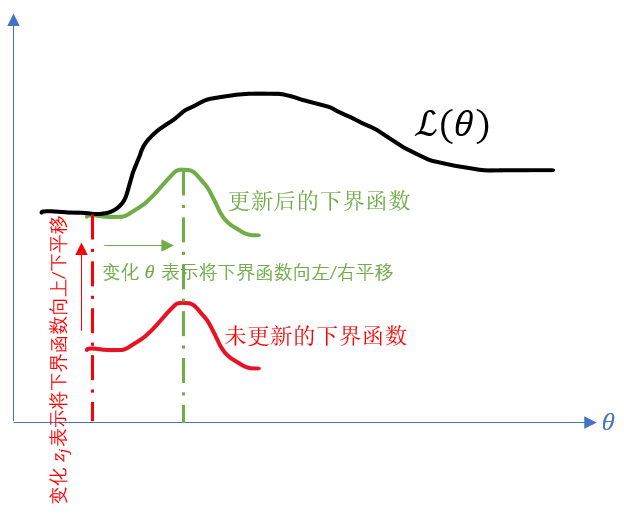 ℒ(θ)
更新后的下界函数
变化 θ 表示将下界函数向左/右平移
未更新的下界函数
变化 zⱼ表示将下界函数向上/下平移
θ